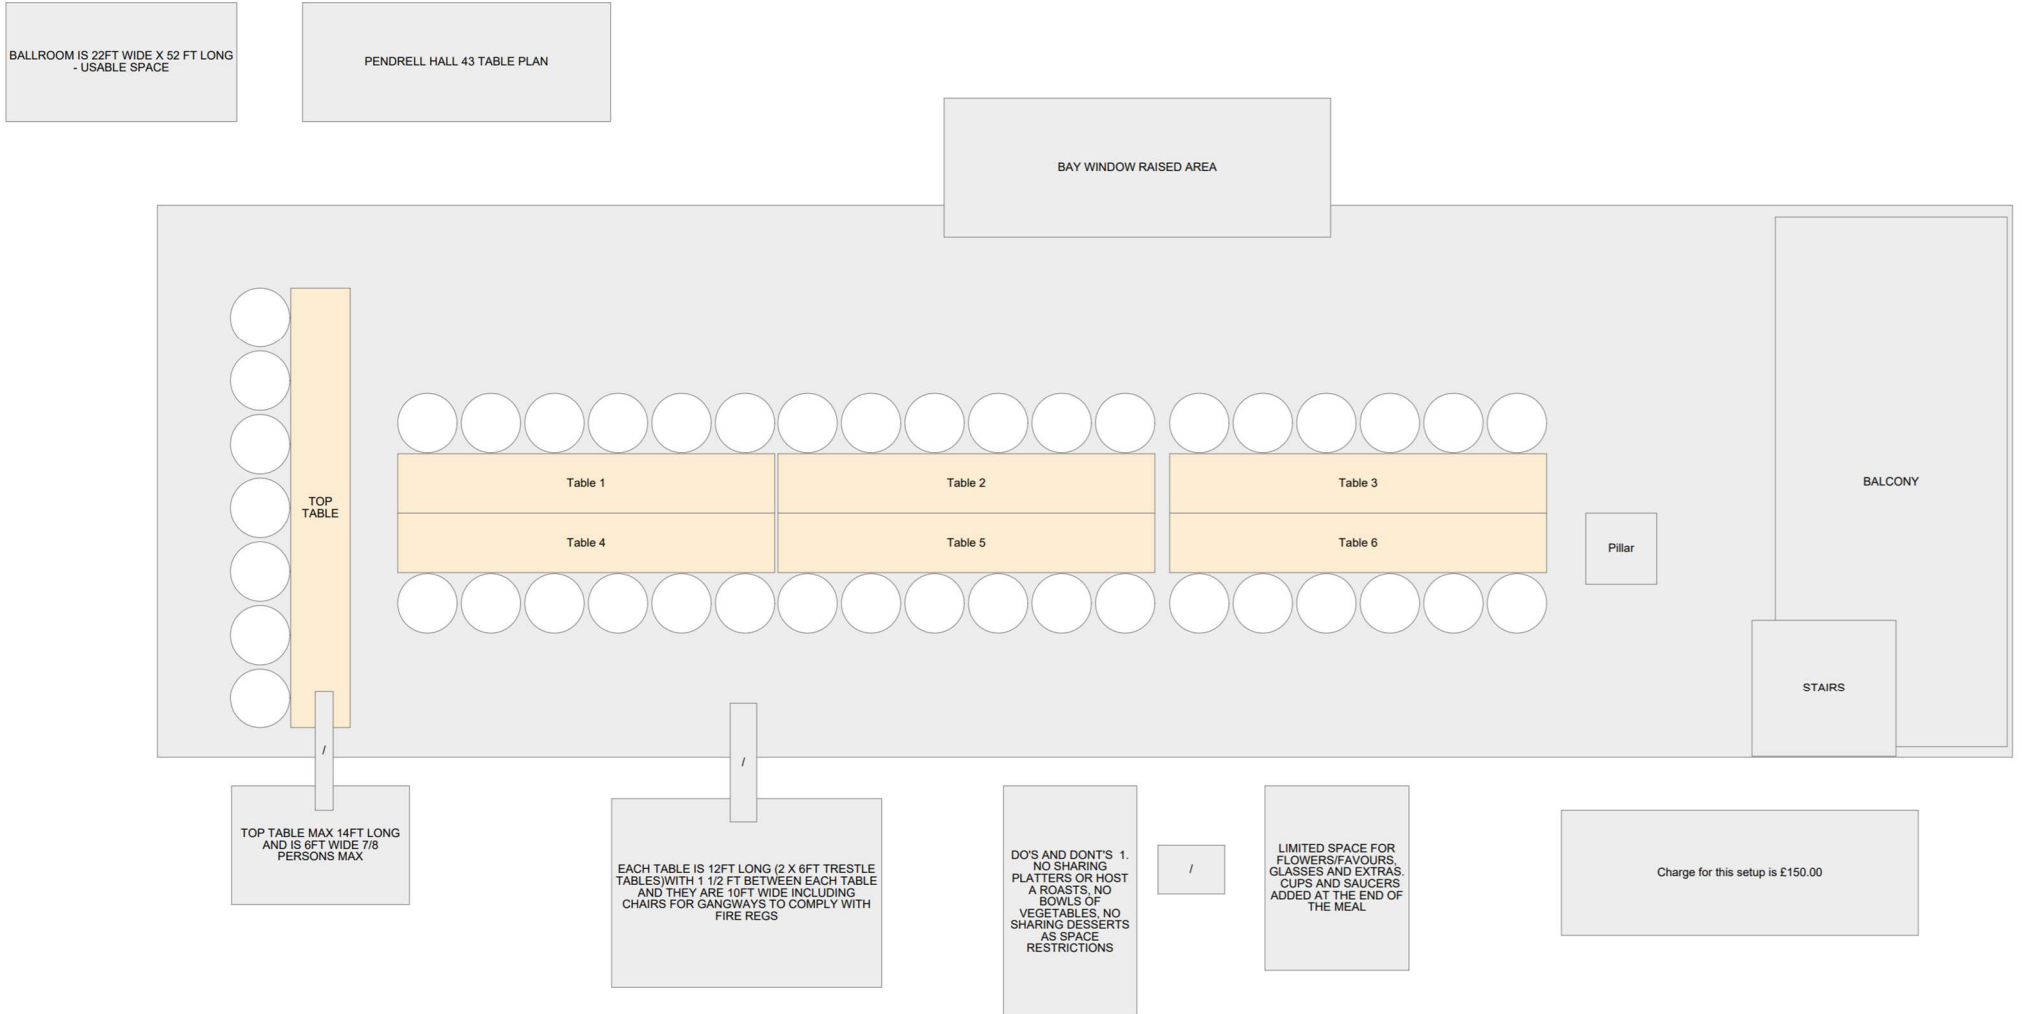 BALLROOM IS 22FT WIDE X 52 FT LONG
- USABLE SPACE
PENDRELL HALL 43 TABLE PLAN
BAY WINDOW RAISED AREA
TOP
TABLE
Table 1
Table 2
Table 3
Table 4
Table 5
Table 6
Pillar
BALCONY
STAIRS
/
/
TOP TABLE MAX 14FT LONG
AND IS 6FT WIDE 7/8
PERSONS MAX
EACH TABLE IS 12FT LONG (2 X 6FT TRESTLE
TABLES)WITH 1 1/2 FT BETWEEN EACH TABLE
AND THEY ARE 10FT WIDE INCLUDING
CHAIRS FOR GANGWAYS TO COMPLY WITH
FIRE REGS
DO'S AND DONT'S 1.
NO SHARING
PLATTERS OR HOST
A ROASTS, NO
BOWLS OF
VEGETABLES, NO
SHARING DESSERTS
AS SPACE
RESTRICTIONS
/
LIMITED SPACE FOR
FLOWERS/FAVOURS,
GLASSES AND EXTRAS.
CUPS AND SAUCERS
ADDED AT THE END OF
THE MEAL
Charge for this setup is £150.00